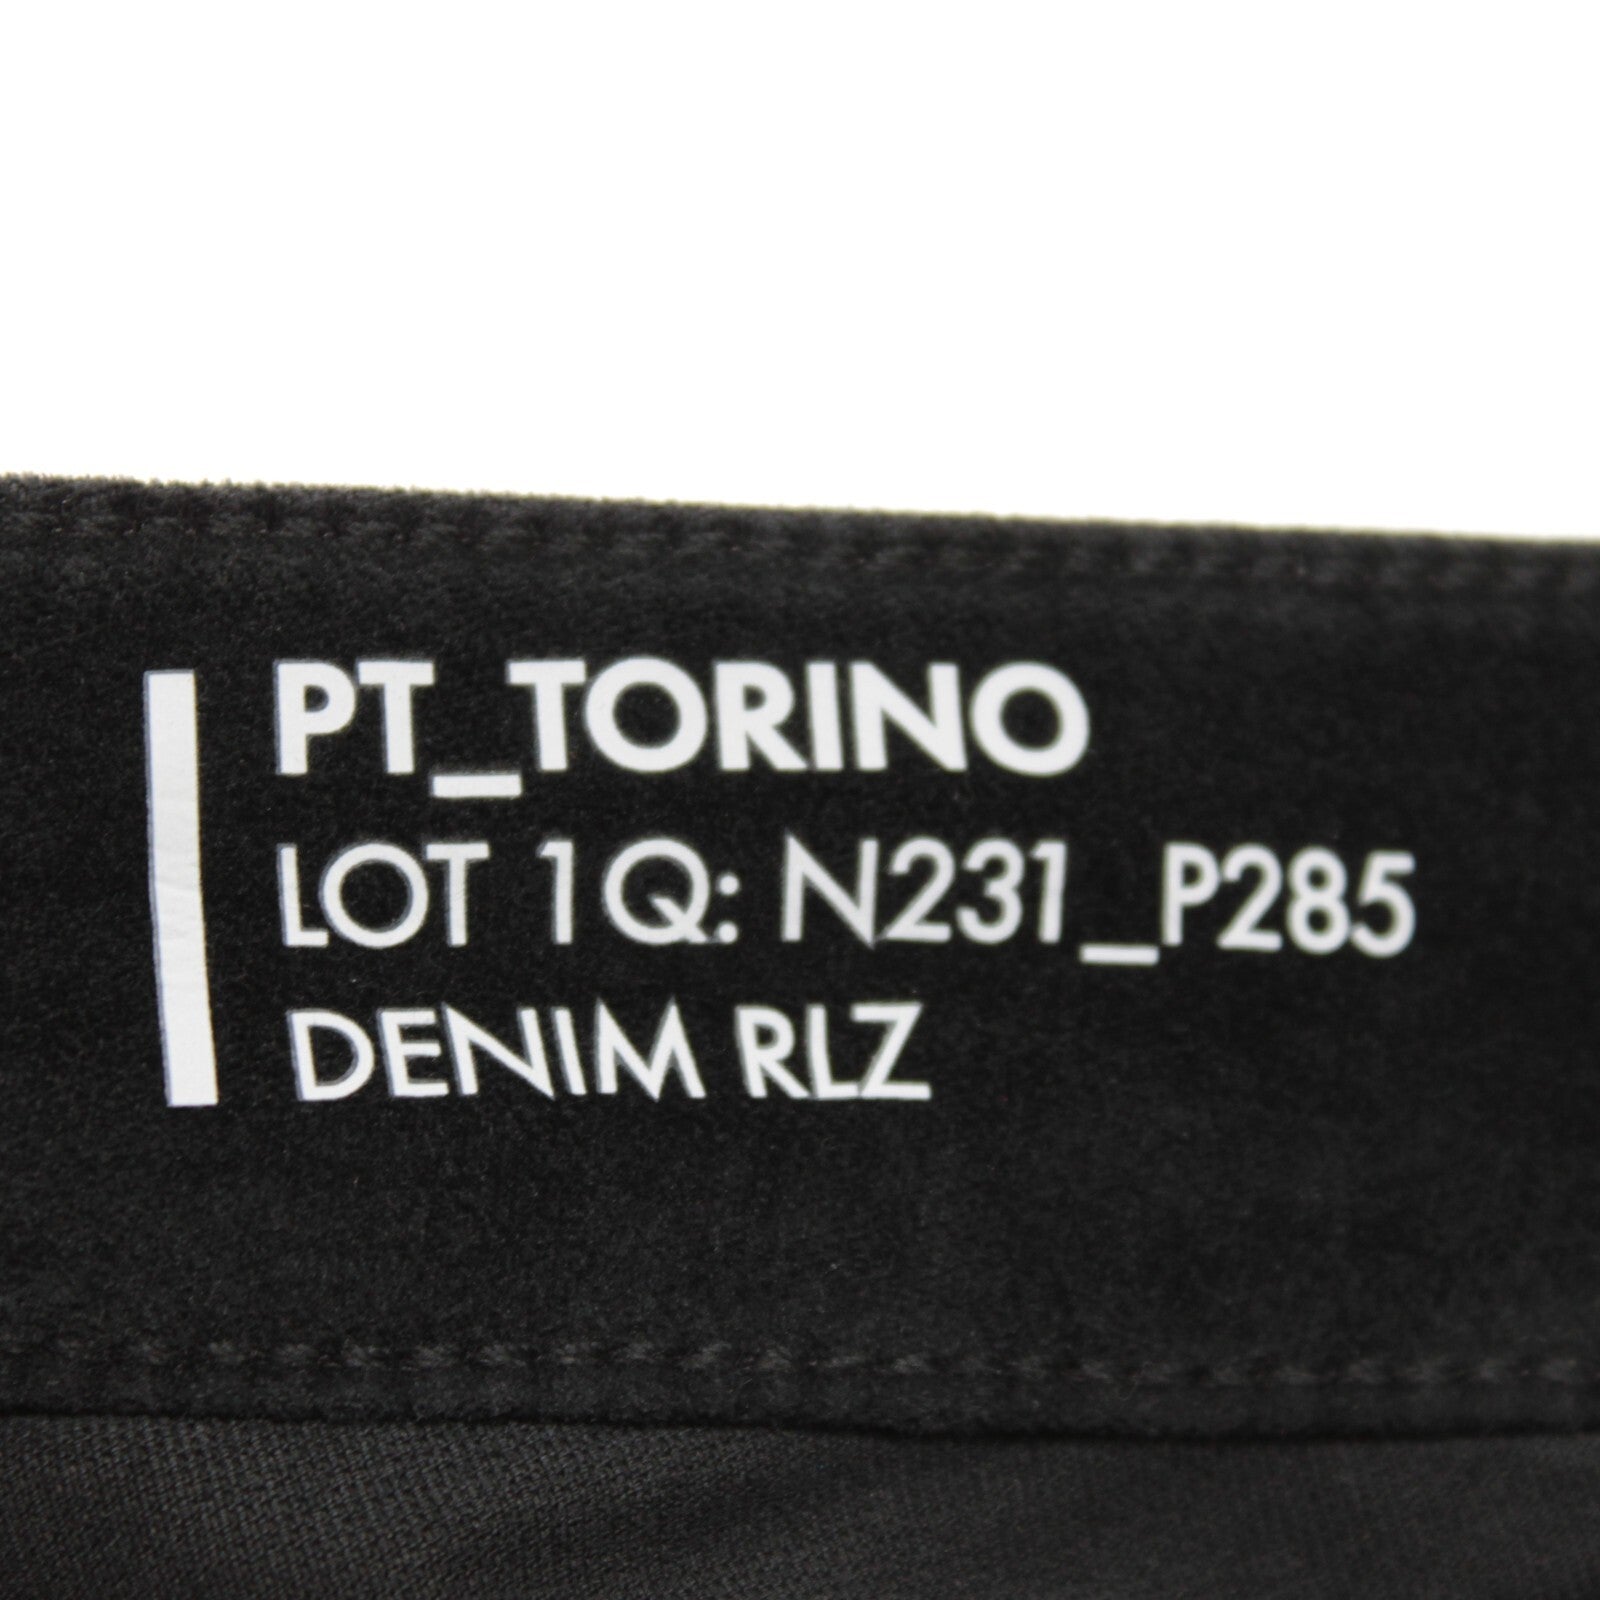 PT_TORINO
LOT 1Q: N231_P285
DENIM RLZ